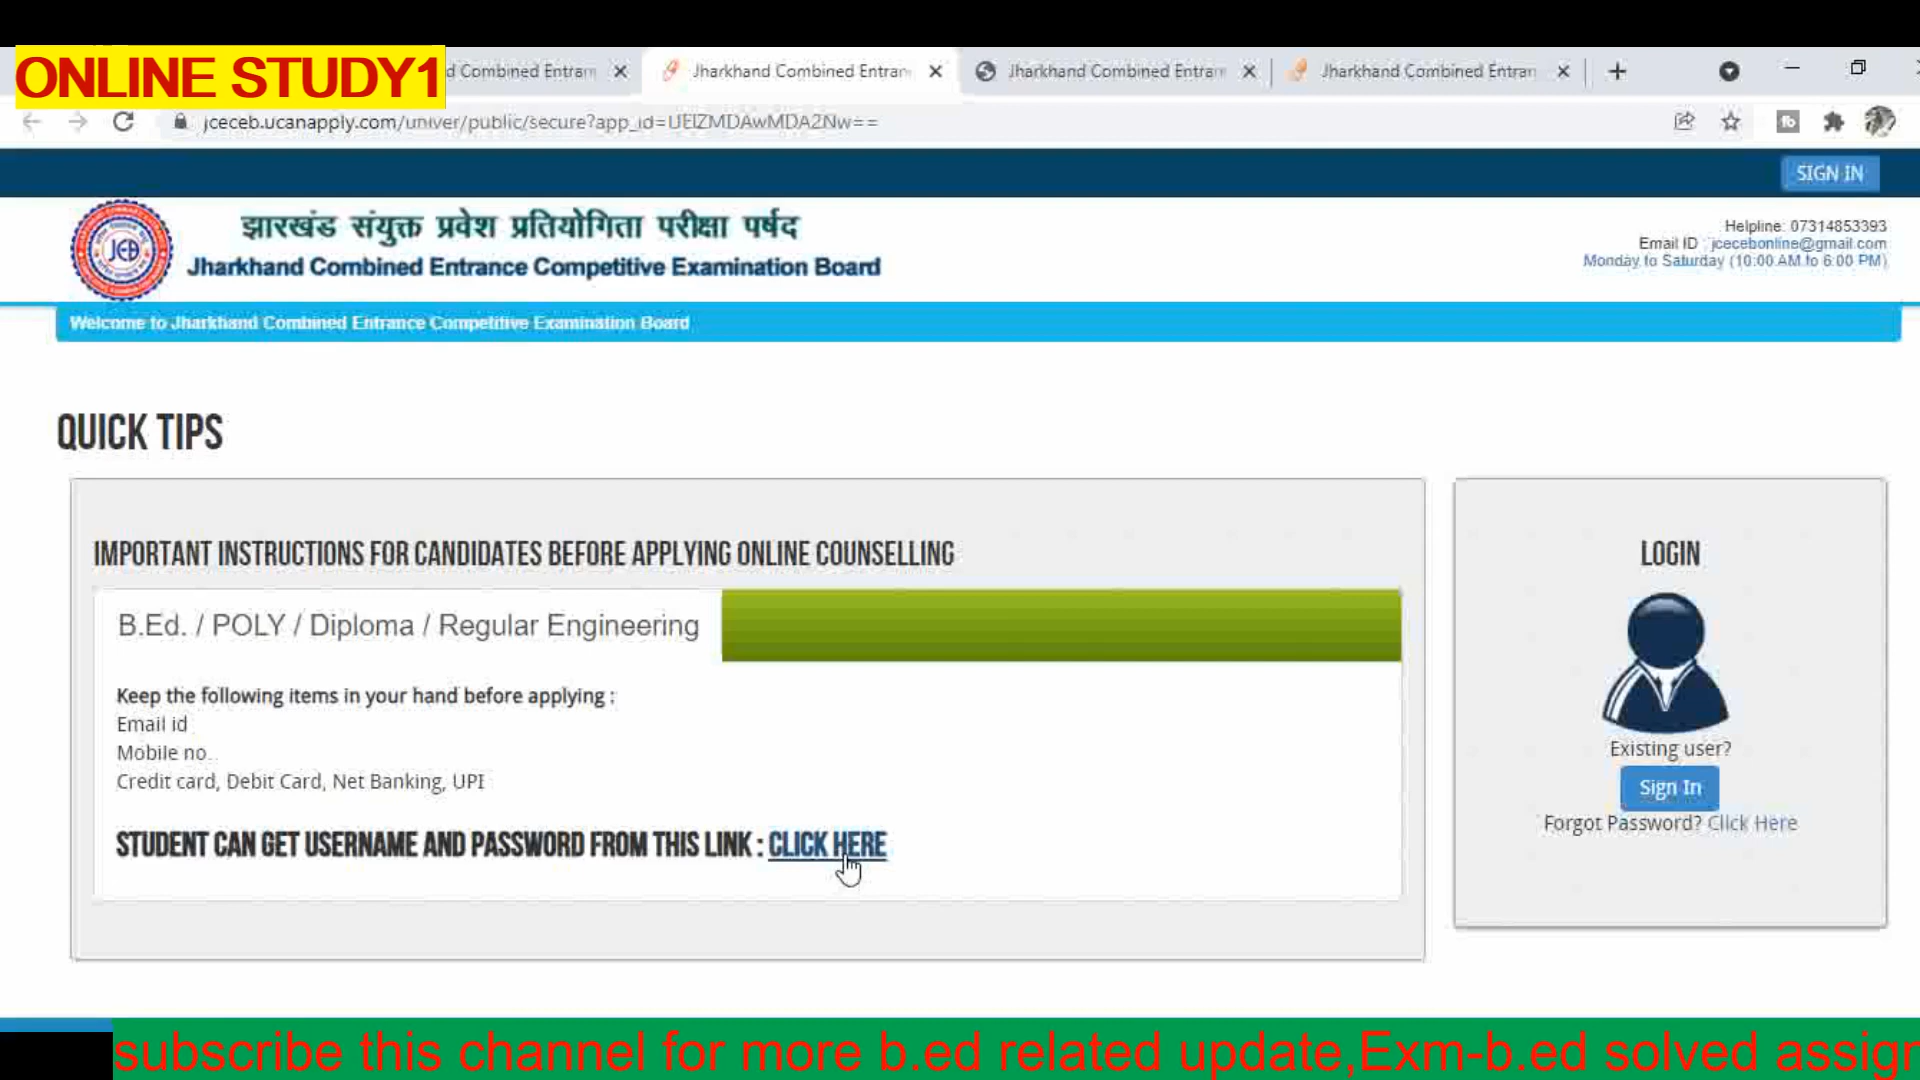 ONLINE STUDY1
d Combined Entran
Jharkhand Combined Entran
Jharkhand Combined Entran
Jharkhand Combined Entran
jceceb.ucanapply.com/univer/public/secure?app_id=UElZMDAwMDA2Nw==
SIGN IN
झारखंड संयुक्त प्रवेश प्रतियोगिता परीक्षा पर्षद
Jharkhand Combined Entrance Competitive Examination Board
JCEB
Helpline: 07314853393
Email ID : jcecebonline@gmail.com
Monday to Saturday (10:00 AM to 6:00 PM)
Welcome to Jharkhand Combined Entrance Competitive Examination Board
QUICK TIPS
IMPORTANT INSTRUCTIONS FOR CANDIDATES BEFORE APPLYING ONLINE COUNSELLING
B.Ed. / POLY / Diploma / Regular Engineering
Keep the following items in your hand before applying :
Email id
Mobile no.
Credit card, Debit Card, Net Banking, UPI
STUDENT CAN GET USERNAME AND PASSWORD FROM THIS LINK : CLICK HERE
LOGIN
Existing user?
Sign In
Forgot Password? Click Here
subscribe this channel for more b.ed related update,Exm-b.ed solved assign